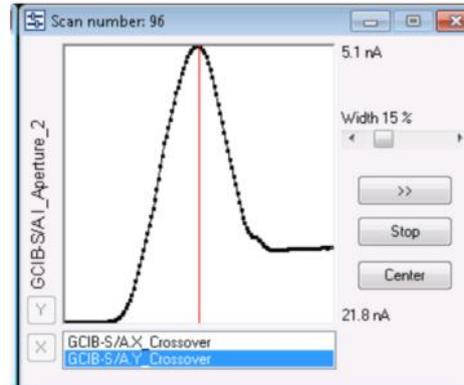 Scan number: 96
5.1 nA
Width 15 %
GCIB-S/A.I_Aperture_2
>>
Stop
Center
21.8 nA
Y
X
GCIB-S/A.X_Crossover
GCIB-S/A.Y_Crossover